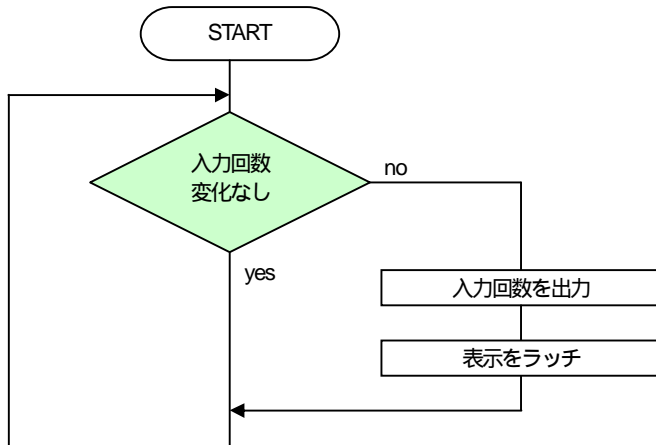 START
入力回数
変化なし
no
yes
入力回数を出力
表示をラッチ